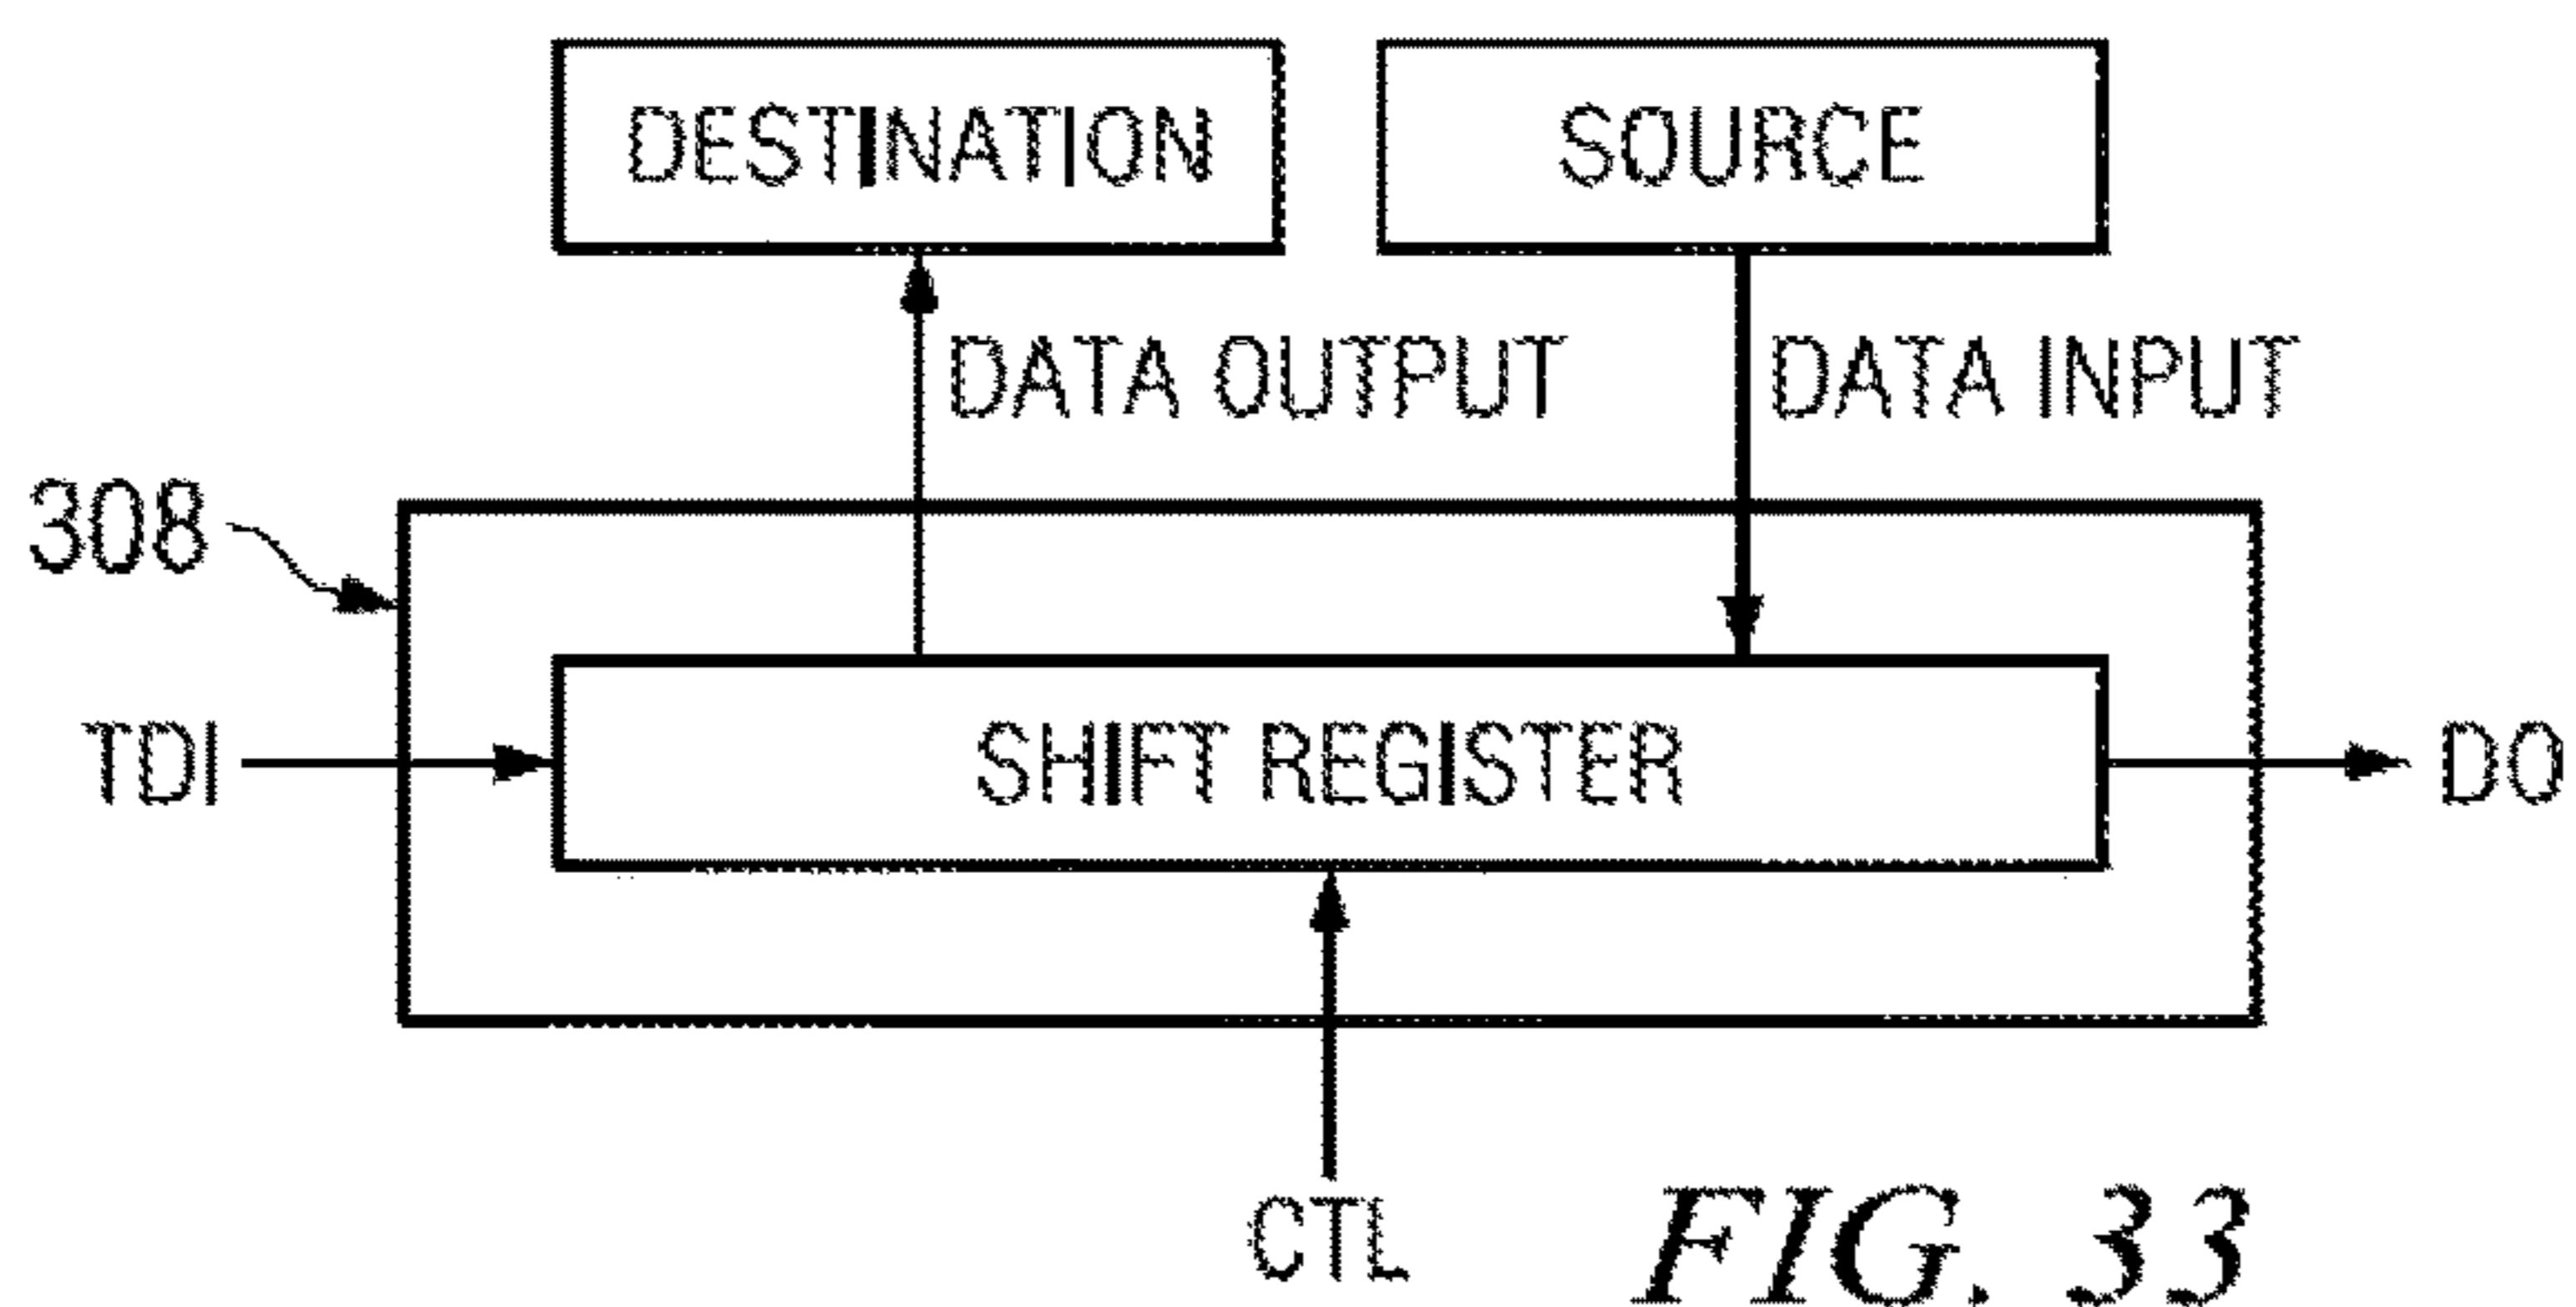 DESTINATION
SOURCE
DATA OUTPUT
DATA INPUT
308
TDI
SHIFT REGISTER
DO
CTL
FIG. 33